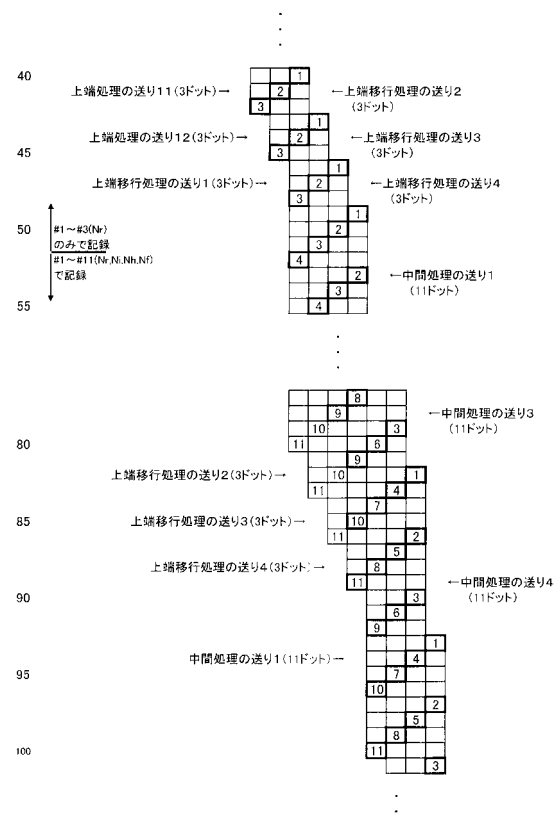 40
1
上端処理の送り11(3ドット)→
2
←上端移行処理の送り2
3
(3ドット)
1
上端処理の送り12(3ドット)→
2
←上端移行処理の送り3
45
3
(3ドット)
1
上端移行処理の送り1(3ドット)→
2
←上端移行処理の送り4
3
(3ドット)
1
50
#1～#3(Nr)
2
のみで記録
3
#1～#11(Nr,Ni,Nh,Nf)
4
で記録
2
←中間処理の送り1
3
(11ドット)
55
4
8
9
←中間処理の送り3
10
3
(11ドット)
80
11
6
9
上端移行処理の送り2(3ドット)→
10
1
11
4
7
85
上端移行処理の送り3(3ドット)→
10
11
2
5
上端移行処理の送り4(3ドット)→
8
11
←中間処理の送り4
90
3
(11ドット)
6
9
1
中間処理の送り1(11ドット)→
4
95
7
10
2
5
8
100
11
3